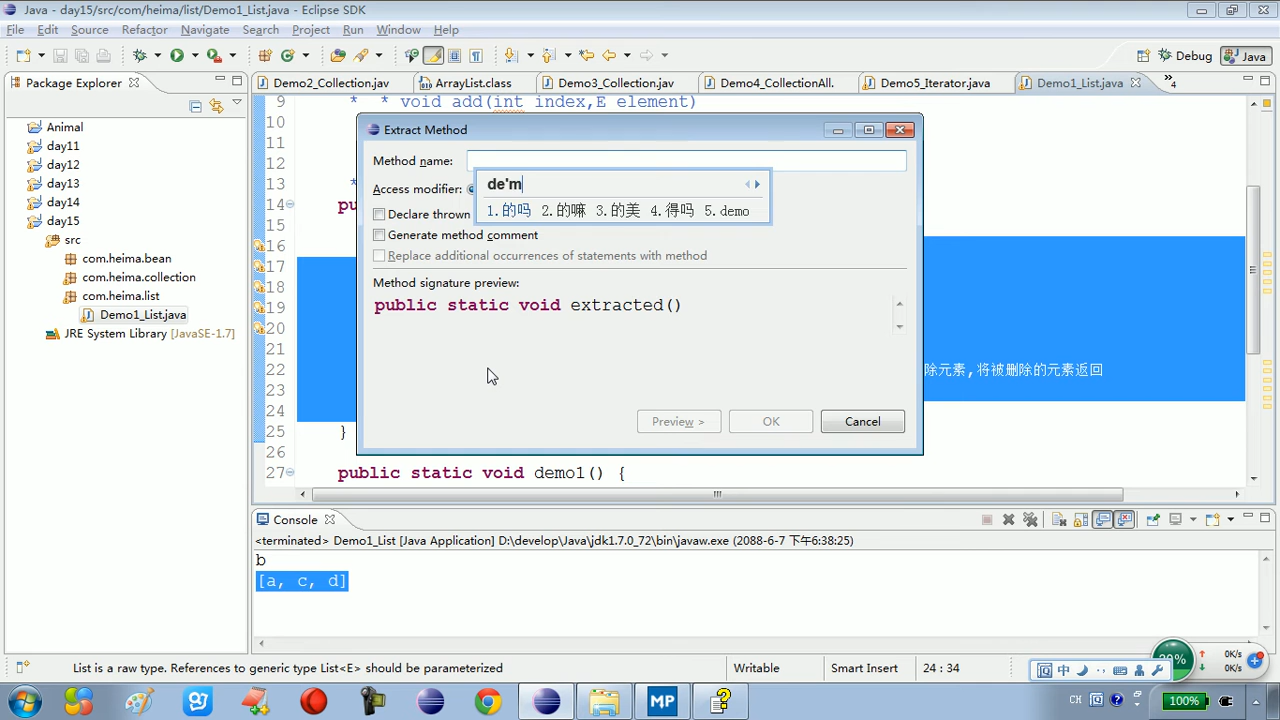 Java - day15/src/com/heima/list/Demo1_List.java - Eclipse SDK
File Edit Source Refactor Navigate Search Project Run Window Help
Debug Java
Package Explorer
Demo2_Collection.jav ArrayList.class Demo3_Collection.jav Demo4_CollectionAll. Demo5_Iterator.java Demo1_List.java 4
Animal
day11
day12
day13
day14
day15
src
com.heima.bean
com.heima.collection
com.heima.list
Demo1_List.java
JRE System Library [JavaSE-1.7]
9 * * void add(int index,E element)
10
11
12
13 *
14 pu
15
16
17
18
19
20
21
22 除元素,将被删除的元素返回
23
24
25 }
26
27 public static void demo1() {
Extract Method
Method name:
de'm
1.的吗 2.的嘛 3.的美 4.得吗 5.demo
Access modifier:
Declare thrown
Generate method comment
Replace additional occurrences of statements with method
Method signature preview:
public static void extracted()
Preview > OK Cancel
Console
<terminated> Demo1_List [Java Application] D:\develop\Java\jdk1.7.0_72\bin\javaw.exe (2088-6-7 下午6:38:25)
b
[a, c, d]
List is a raw type. References to generic type List<E> should be parameterized Writable Smart Insert 24 : 34
0K/s
0K/s
中
CH 100%
MP